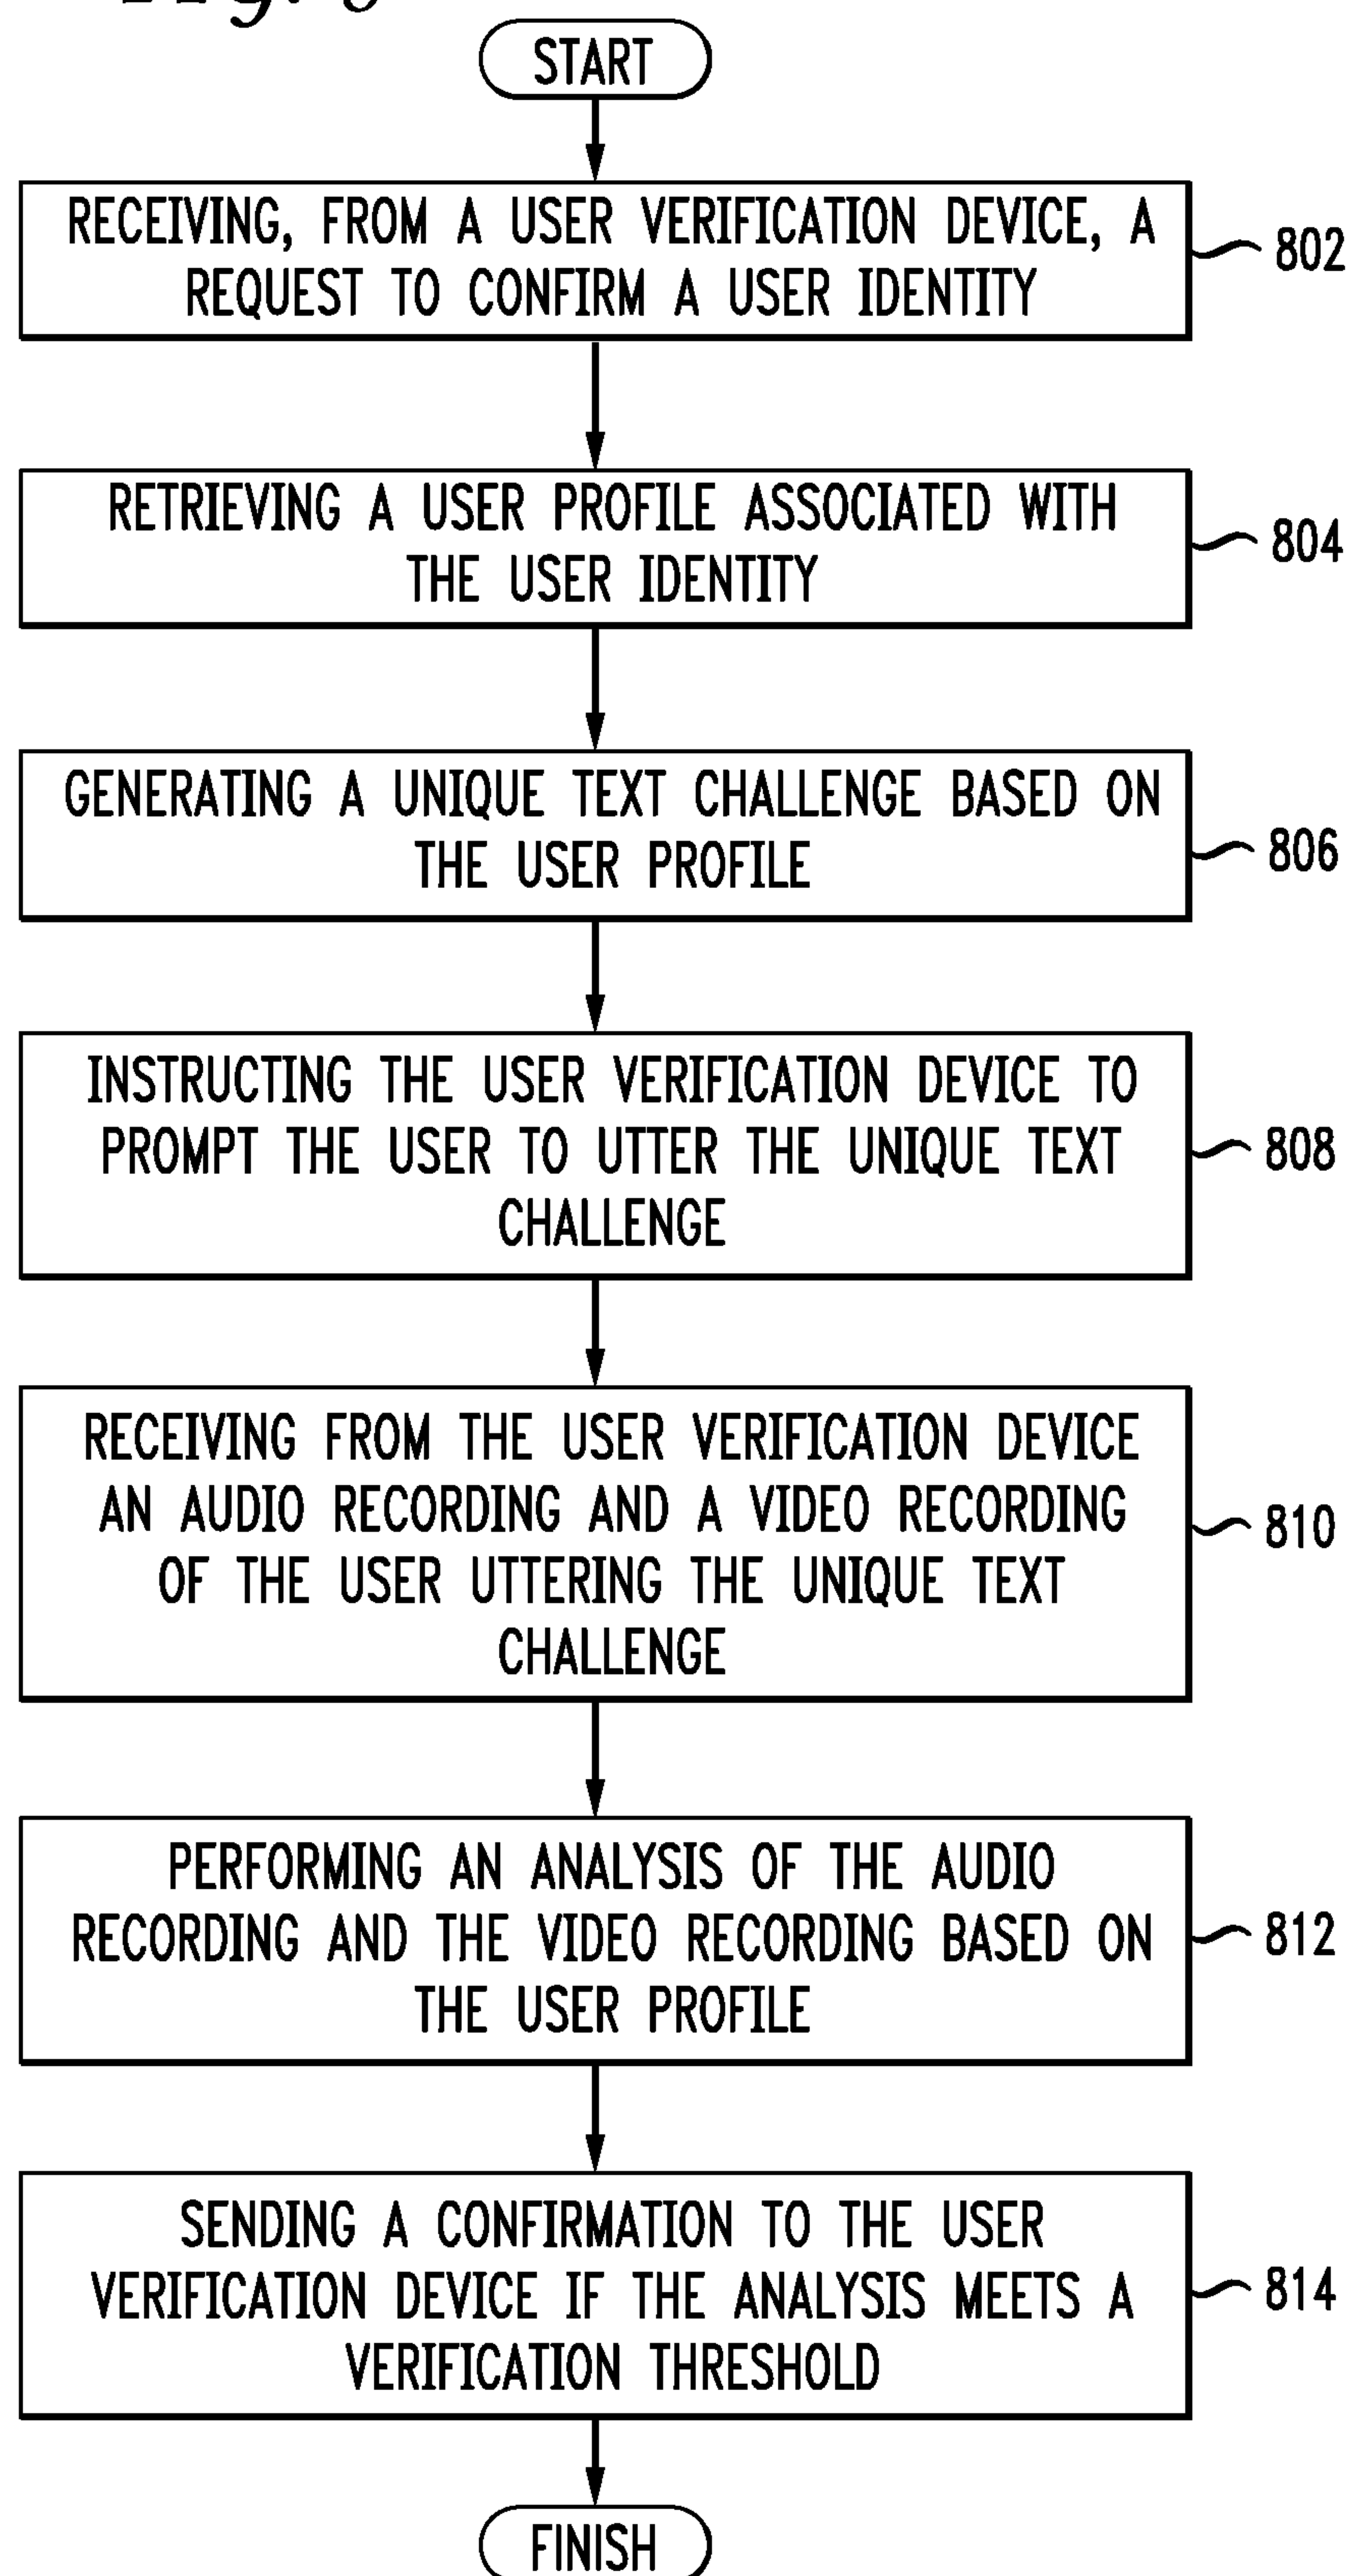 START
RECEIVING, FROM A USER VERIFICATION DEVICE, A
REQUEST TO CONFIRM A USER IDENTITY
802
RETRIEVING A USER PROFILE ASSOCIATED WITH
THE USER IDENTITY
804
GENERATING A UNIQUE TEXT CHALLENGE BASED ON
THE USER PROFILE
806
INSTRUCTING THE USER VERIFICATION DEVICE TO
PROMPT THE USER TO UTTER THE UNIQUE TEXT
CHALLENGE
808
RECEIVING FROM THE USER VERIFICATION DEVICE
AN AUDIO RECORDING AND A VIDEO RECORDING
OF THE USER UTTERING THE UNIQUE TEXT
CHALLENGE
810
PERFORMING AN ANALYSIS OF THE AUDIO
RECORDING AND THE VIDEO RECORDING BASED ON
THE USER PROFILE
812
SENDING A CONFIRMATION TO THE USER
VERIFICATION DEVICE IF THE ANALYSIS MEETS A
VERIFICATION THRESHOLD
814
FINISH